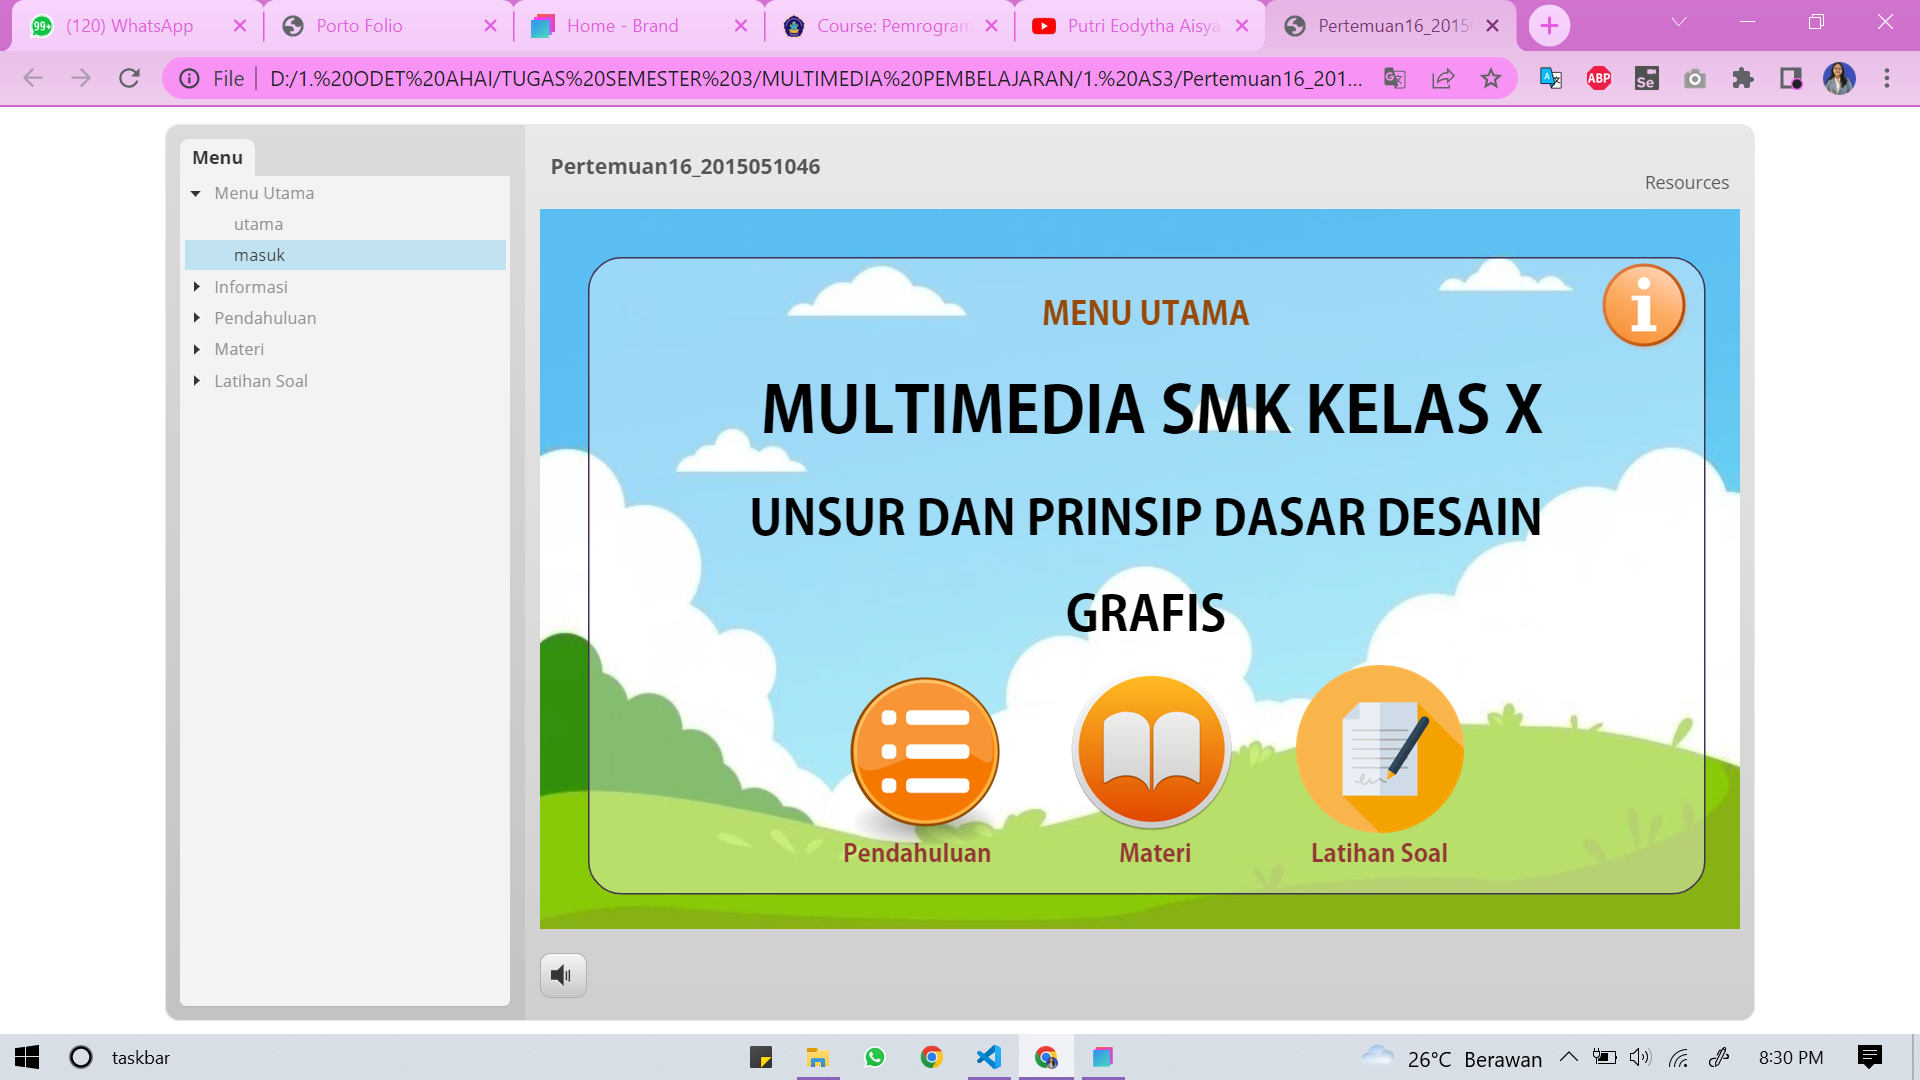 (120) WhatsApp
Porto Folio
Home - Brand
Course: Pemrogram
Putri Eodytha Aisya
Pertemuan16_2015
File
D:/1.%20ODET%20AHAI/TUGAS%20SEMESTER%203/MULTIMEDIA%20PEMBELAJARAN/1.%20AS3/Pertemuan16_201...
ABP
Se
Menu
Menu Utama
utama
masuk
Informasi
Pendahuluan
Materi
Latihan Soal
Pertemuan16_2015051046
Resources
MENU UTAMA
MULTIMEDIA SMK KELAS X
UNSUR DAN PRINSIP DASAR DESAIN
GRAFIS
Pendahuluan
Materi
Latihan Soal
taskbar
26°C Berawan
8:30 PM